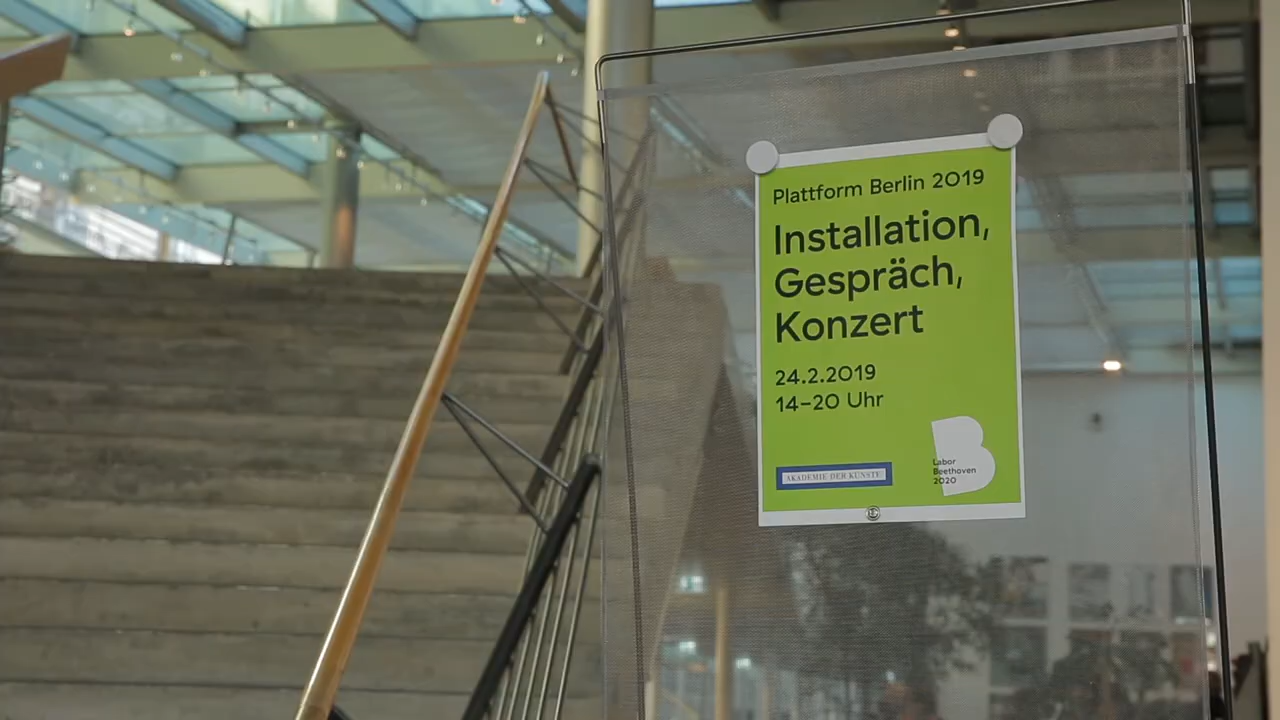 Plattform Berlin 2019
Installation,
Gespräch,
Konzert
24.2.2019
14–20 Uhr
AKADEMIE DER KÜNSTE
Labor
Beethoven
2020